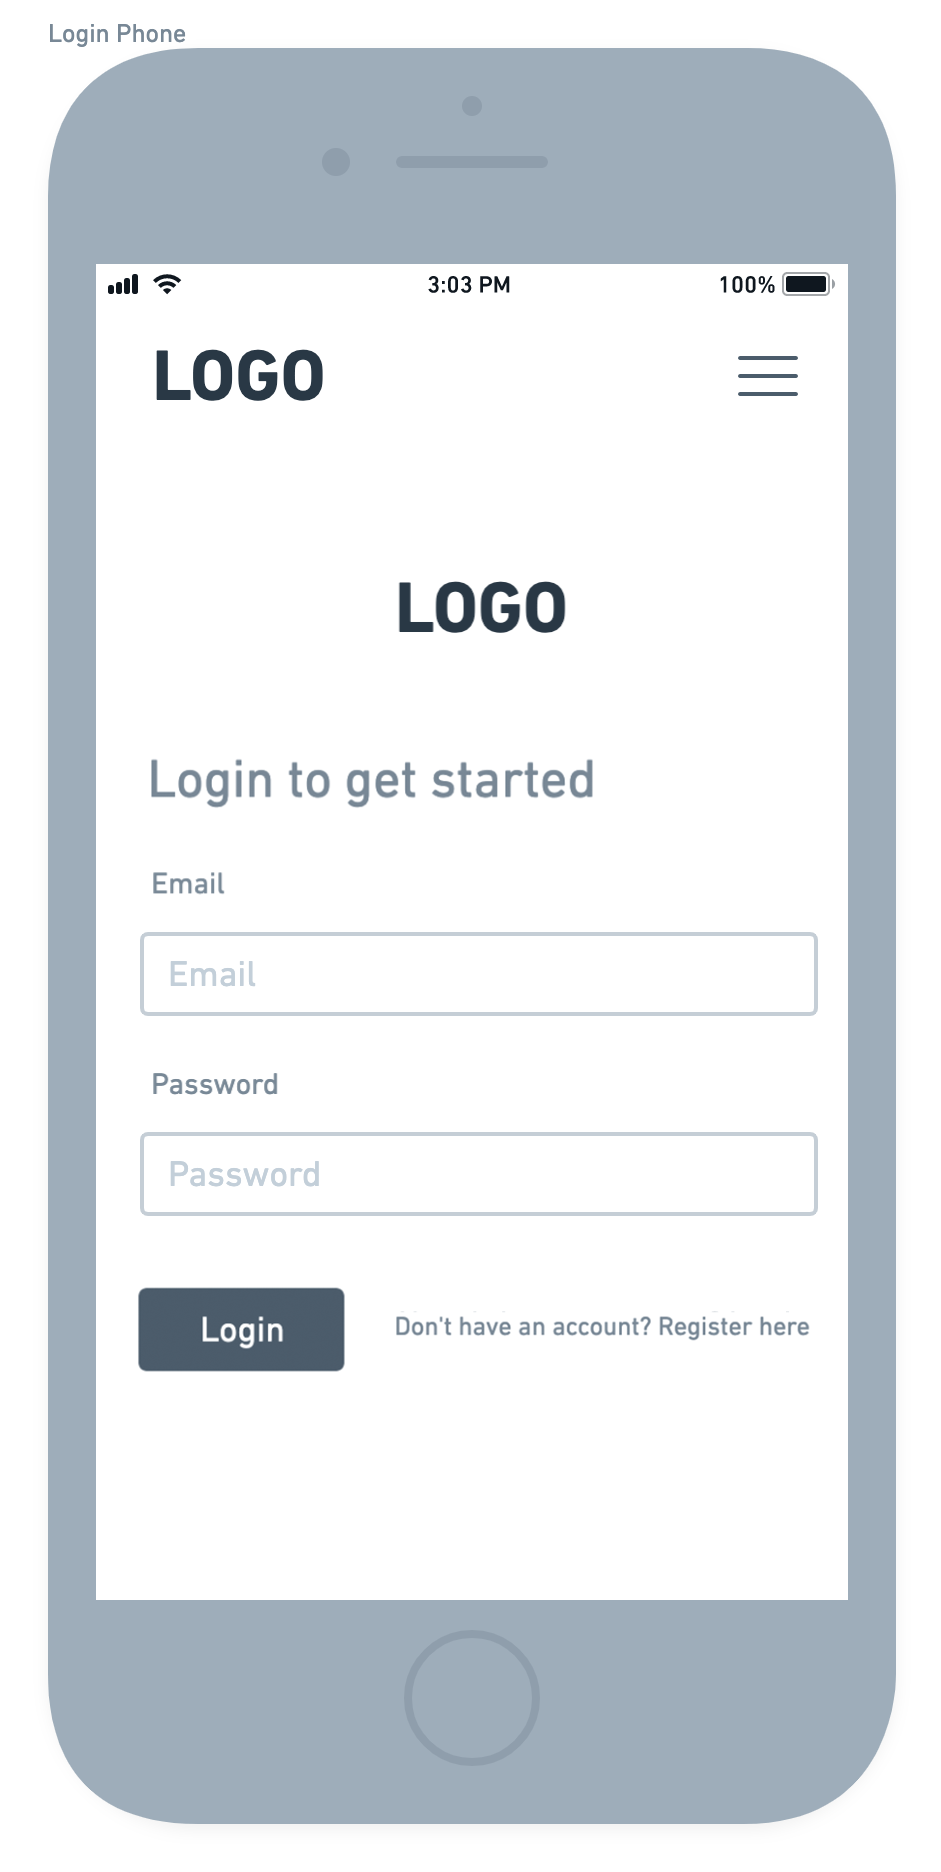 Login Phone
3:03 PM
100%
LOGO
LOGO
Login to get started
Email
Email
Password
Password
Login
Don't have an account? Register here